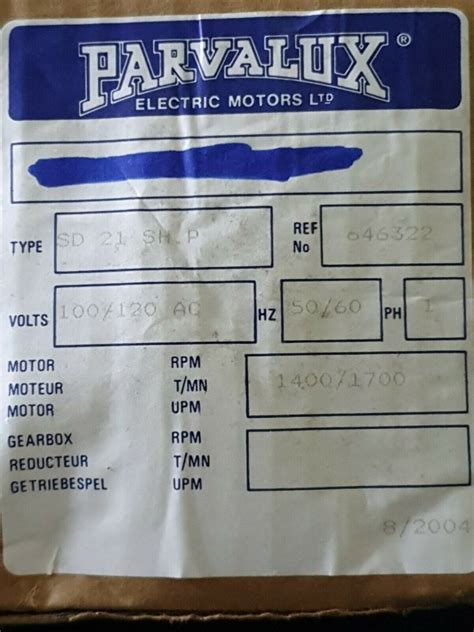 PARVALUX ®
ELECTRIC MOTORS LTD
TYPE SD 21 SH.P REF No 646322
VOLTS 100/120 AC HZ 50/60 PH 1
MOTOR RPM
MOTEUR T/MN 1400/1700
MOTOR UPM
GEARBOX RPM
REDUCTEUR T/MN
GETRIEBESPEL UPM
8/2004